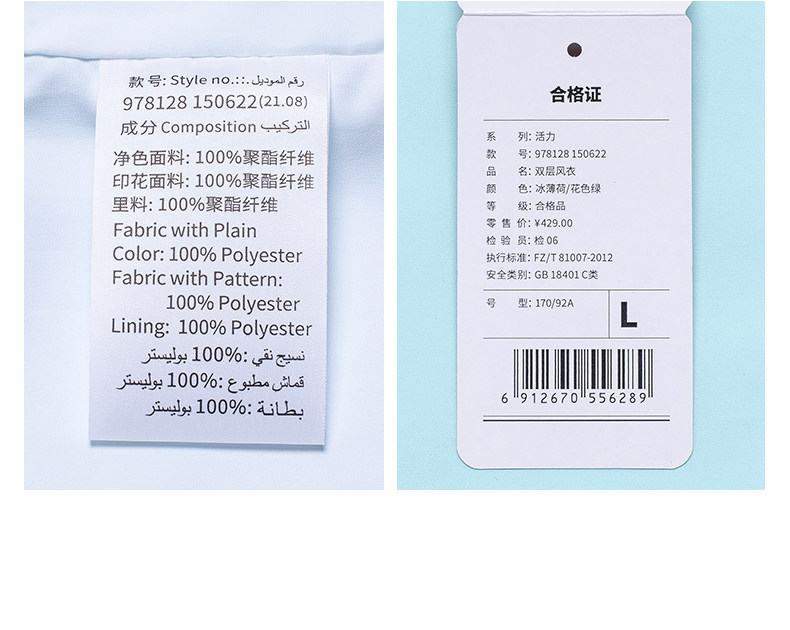 款号: Style no.::. رقم الموديل
978128 150622(21.08)
成分 Composition التركيب
净色面料: 100%聚酯纤维
印花面料: 100%聚酯纤维
里料: 100%聚酯纤维
Fabric with Plain
Color: 100% Polyester
Fabric with Pattern:
100% Polyester
Lining: 100% Polyester
نسيج نقي :%100 بوليستر
قماش مطبوع :%100 بوليستر
بطانة :%100 بوليستر
合格证
系 列: 活力
款 号: 978128 150622
品 名: 双层风衣
颜 色: 冰薄荷/花色绿
等 级: 合格品
零 售 价: ¥429.00
检 验 员: 检 06
执行标准: FZ/T 81007-2012
安全类别: GB 18401 C类
号 型: 170/92A
L
6 912670 556289